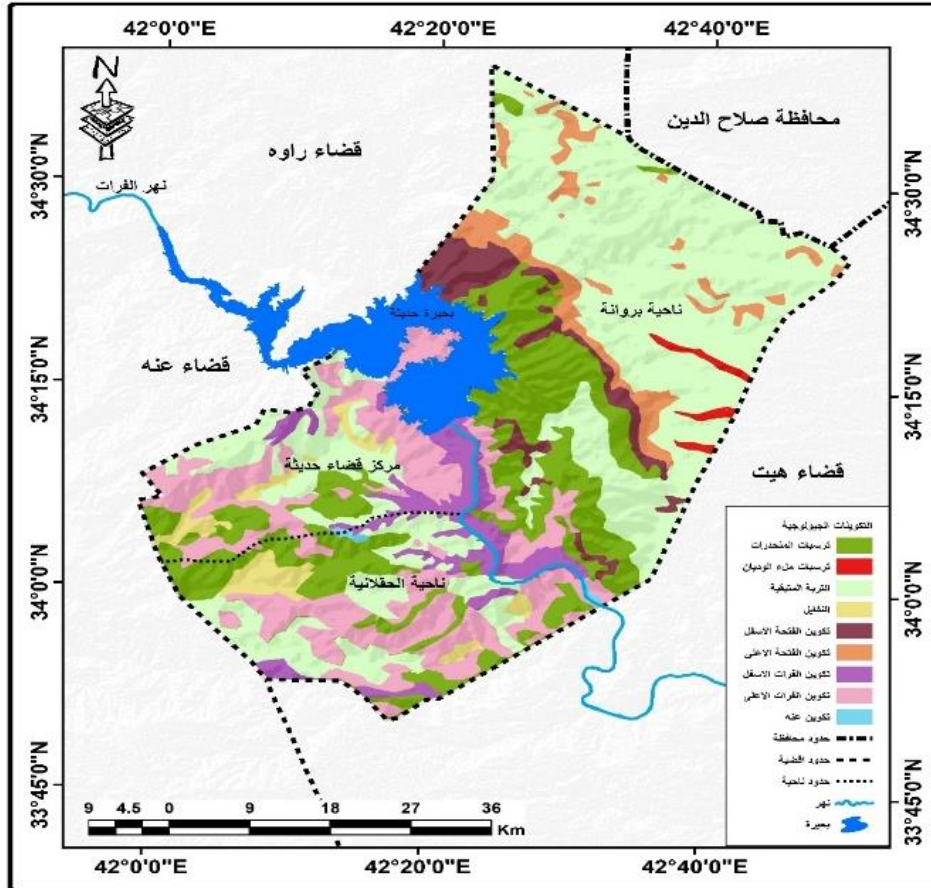 42°0'0"E
42°20'0"E
42°40'0"E
N
محافظة صلاح الدين
قضاء راوه
نهر الفرات
34°30'0"N
34°30'0"N
بحيرة حديثة
ناحية بروانة
قضاء عنه
34°15'0"N
34°15'0"N
مركز قضاء حديثة
قضاء هيت
ناحية الحقلانية
34°0'0"N
34°0'0"N
التكوينات الجيولوجية
ترسبات المنحدرات
ترسبات ملء الوديان
التربة المتبقية
تكوين الفتحة الاسفل
تكوين الفتحة الاعلى
تكوين الفرات الاسفل
تكوين الفرات الاعلى
تكوين عنه
حدود محافظة
حدود اقضية
حدود ناحية
نهر
بحيرة
33°45'0"N
33°45'0"N
9 4.5 0 9 18 27 36
Km
42°0'0"E
42°20'0"E
42°40'0"E